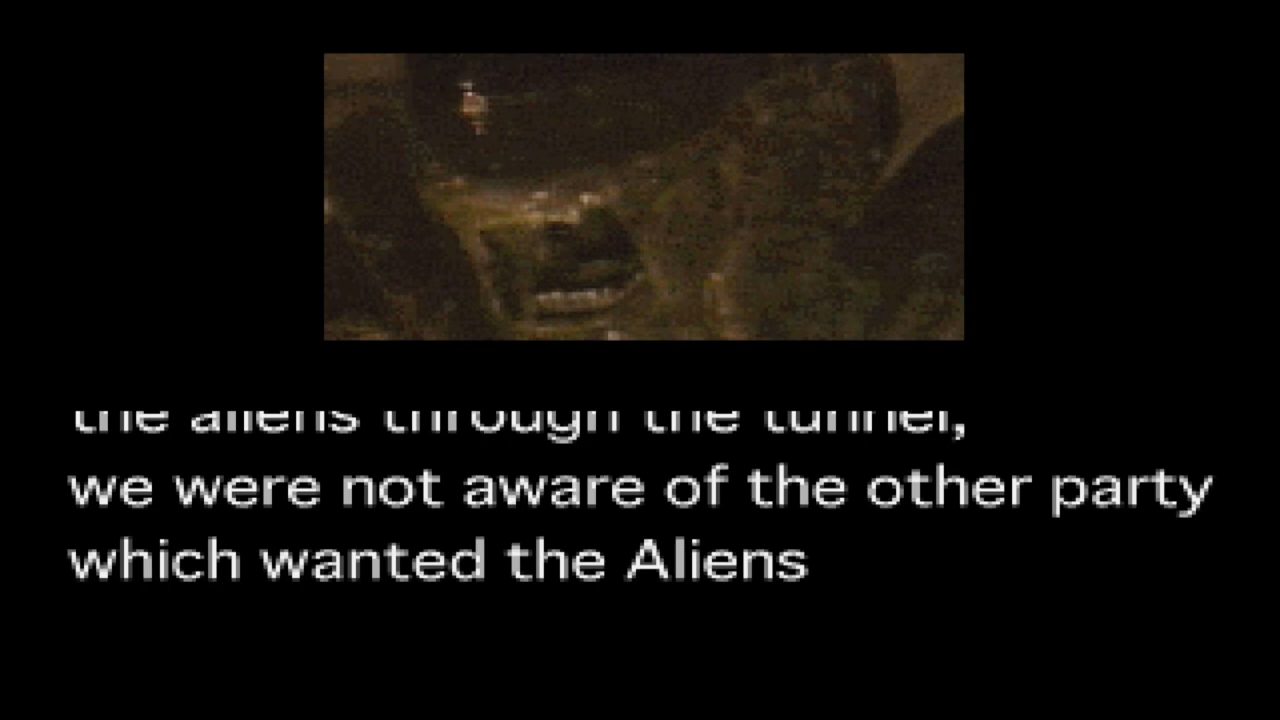 the aliens through the tunnel,
we were not aware of the other party
which wanted the Aliens